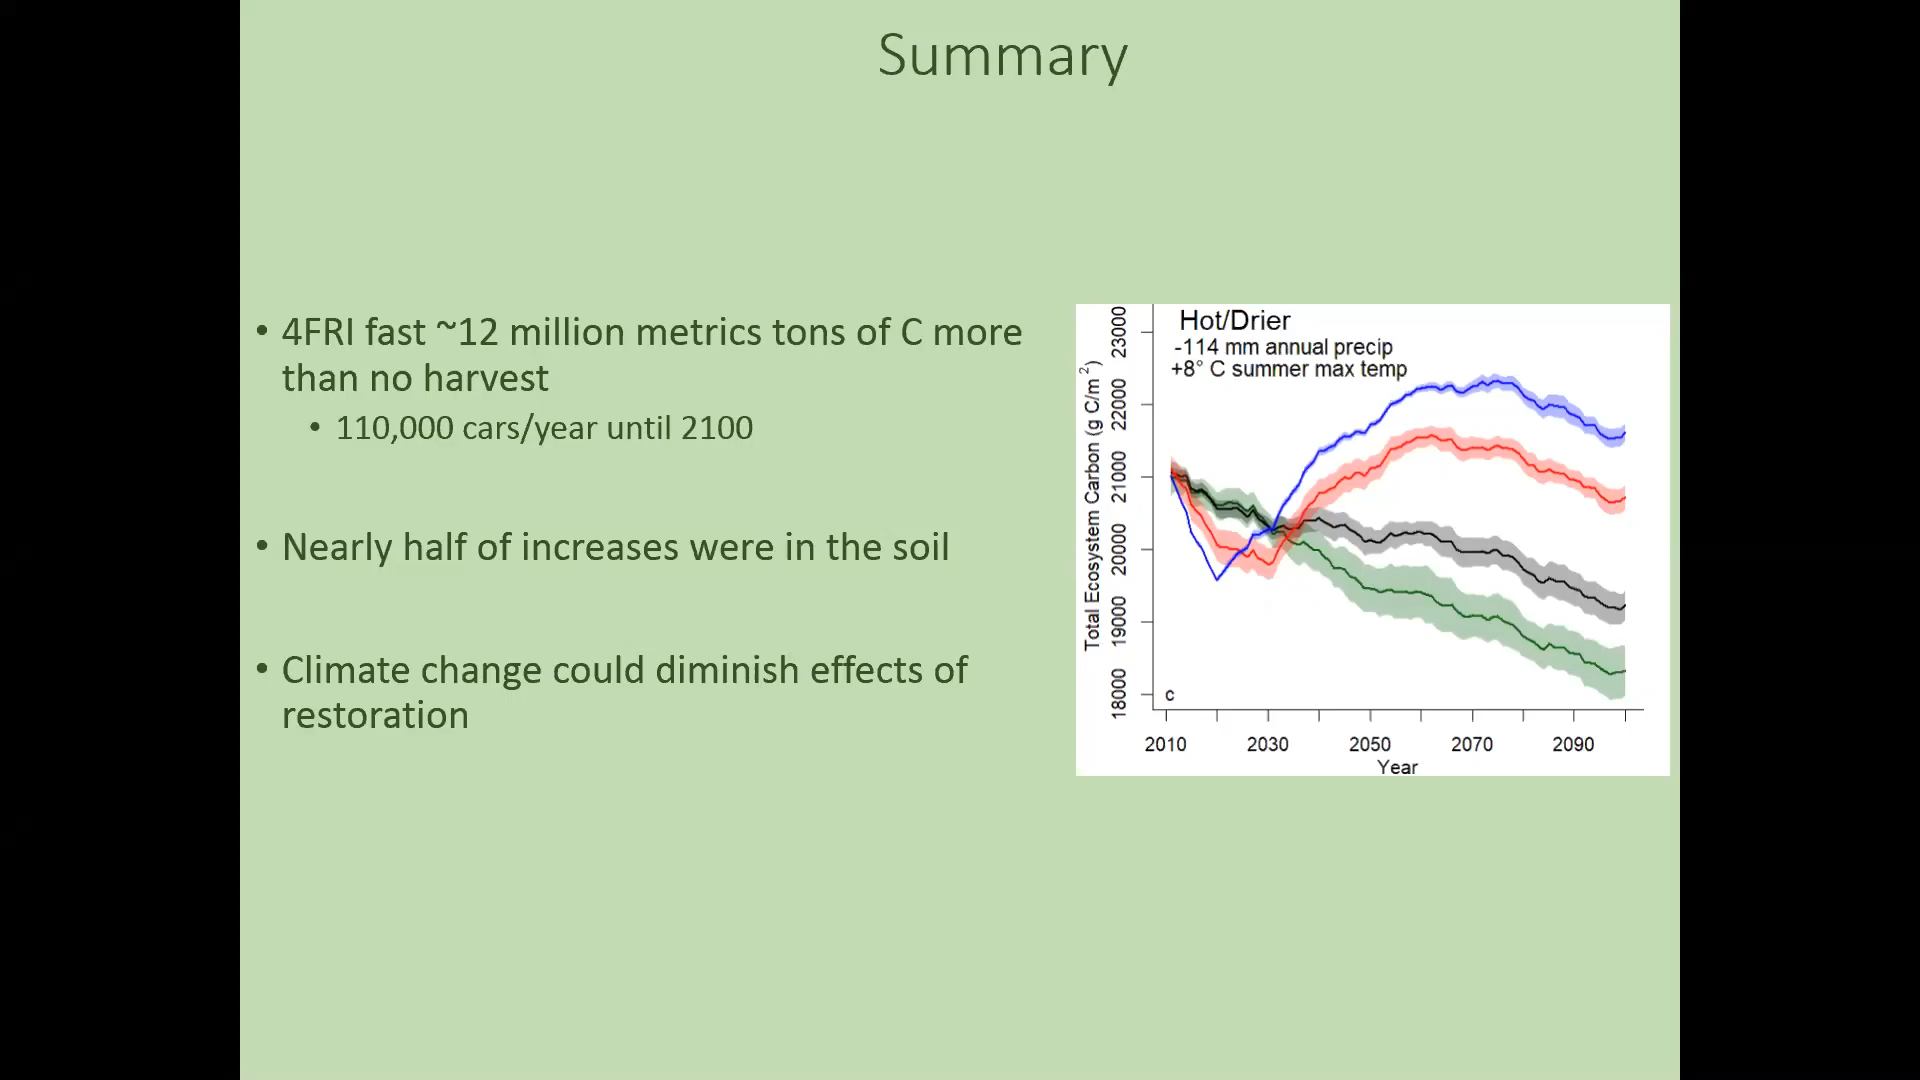 Summary
• 4FRI fast ~12 million metrics tons of C more
than no harvest
• 110,000 cars/year until 2100
• Nearly half of increases were in the soil
• Climate change could diminish effects of
restoration
Hot/Drier
-114 mm annual precip
+8° C summer max temp
Total Ecosystem Carbon (g C/m²)
23000
22000
21000
20000
19000
18000
c
2010 2030 2050 2070 2090
Year